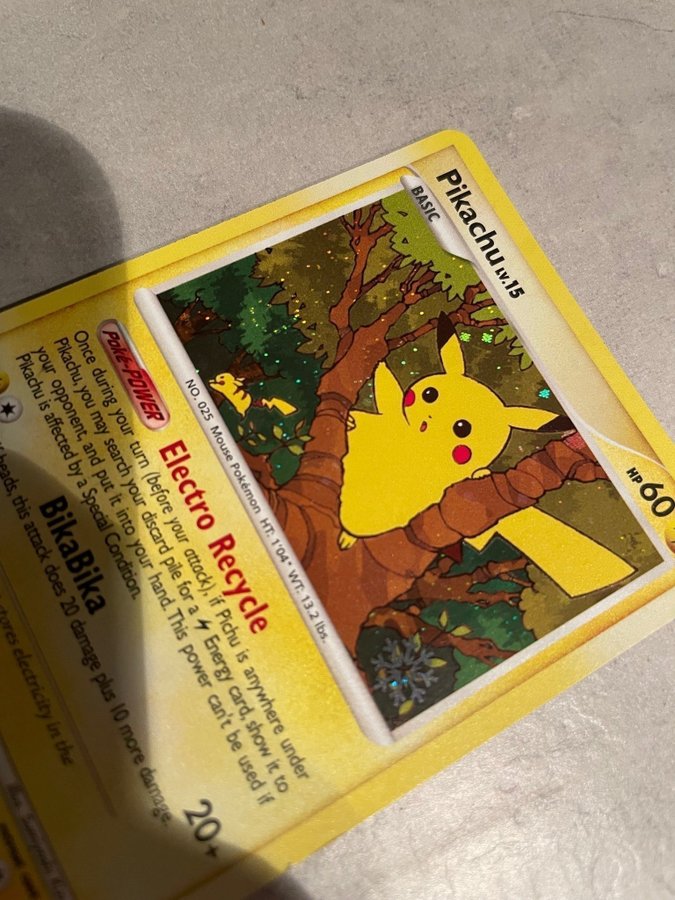 BASIC
Pikachu LV.15
HP 60
NO. 025 Mouse Pokémon HT: 1'04" WT: 13.2 lbs.
Poké-POWER Electro Recycle
Once during your turn (before your attack), if Pichu is anywhere under
Pikachu, you may search your discard pile for a Energy card, show it to
your opponent, and put it into your hand. This power can't be used if
Pikachu is affected by a Special Condition.
BikaBika 20+
heads, this attack does 20 damage plus 10 more damage.
stores electricity in the